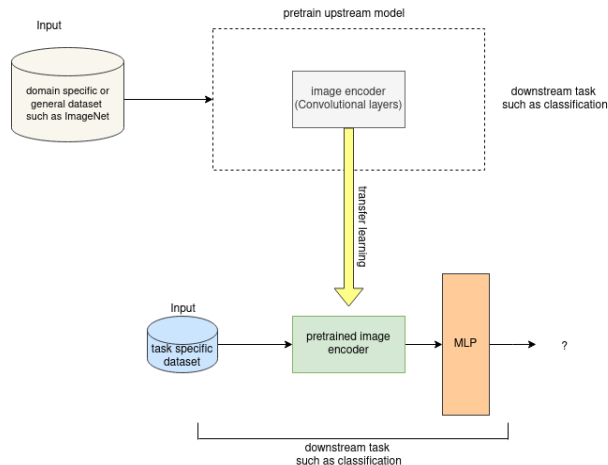 pretrain upstream model
Input
domain specific or
general dataset
such as ImageNet
image encoder
(Convolutional layers)
downstream task
such as classification
transfer learning
Input
task specific
dataset
pretrained image
encoder
MLP
?
downstream task
such as classification